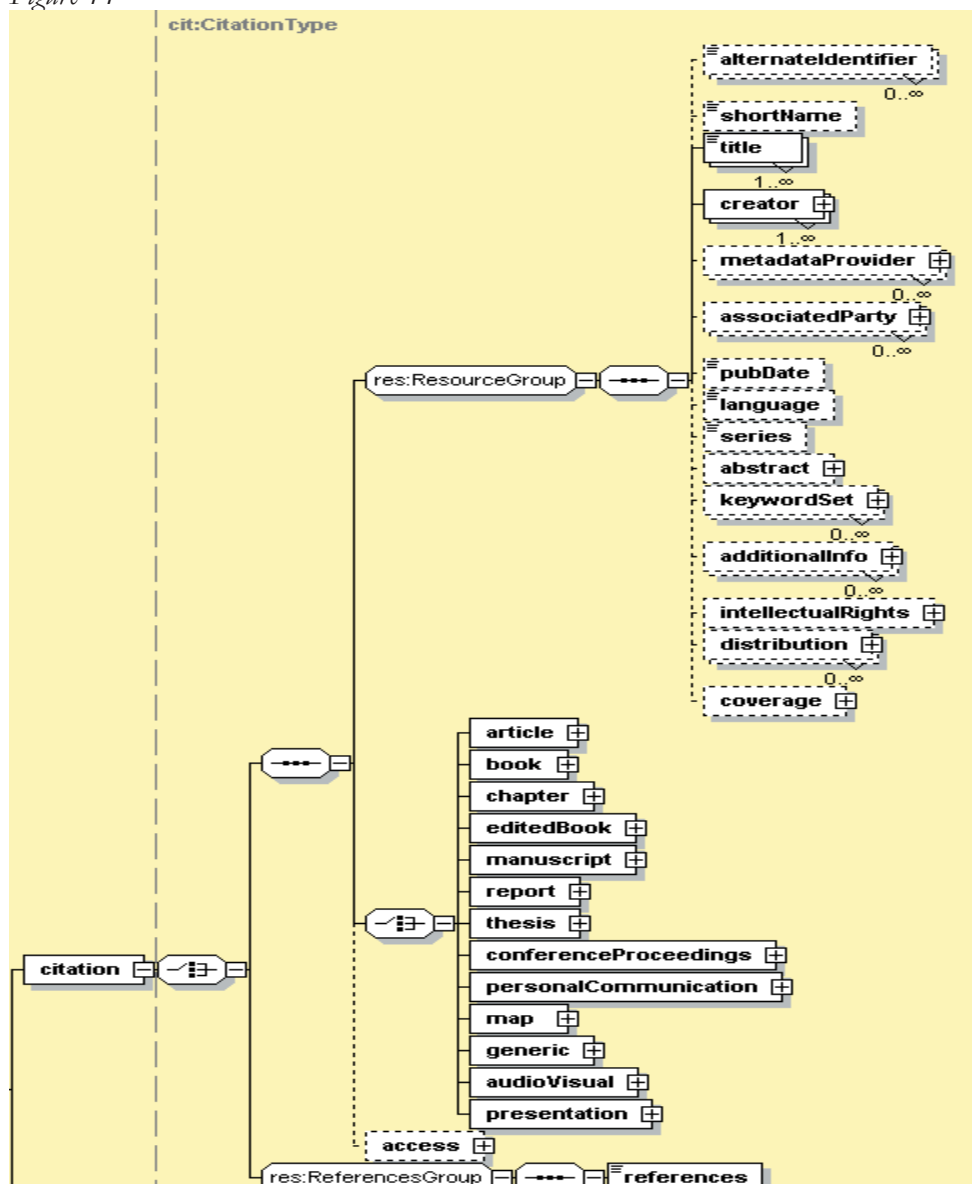 Figure 11
cit:CitationType
alternateIdentifier
0..∞
shortName
title
1..∞
creator
1..∞
metadataProvider
0..∞
associatedParty
0..∞
res:ResourceGroup
pubDate
language
series
abstract
keywordSet
0..∞
additionalInfo
0..∞
intellectualRights
distribution
0..∞
coverage
article
book
chapter
editedBook
manuscript
report
thesis
citation
conferenceProceedings
personalCommunication
map
generic
audioVisual
presentation
access
res:ReferencesGroup
references